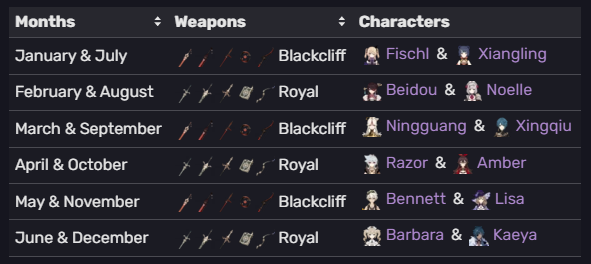 Months Weapons Characters
January & July Blackcliff Fischl & Xiangling
February & August Royal Beidou & Noelle
March & September Blackcliff Ningguang & Xingqiu
April & October Royal Razor & Amber
May & November Blackcliff Bennett & Lisa
June & December Royal Barbara & Kaeya